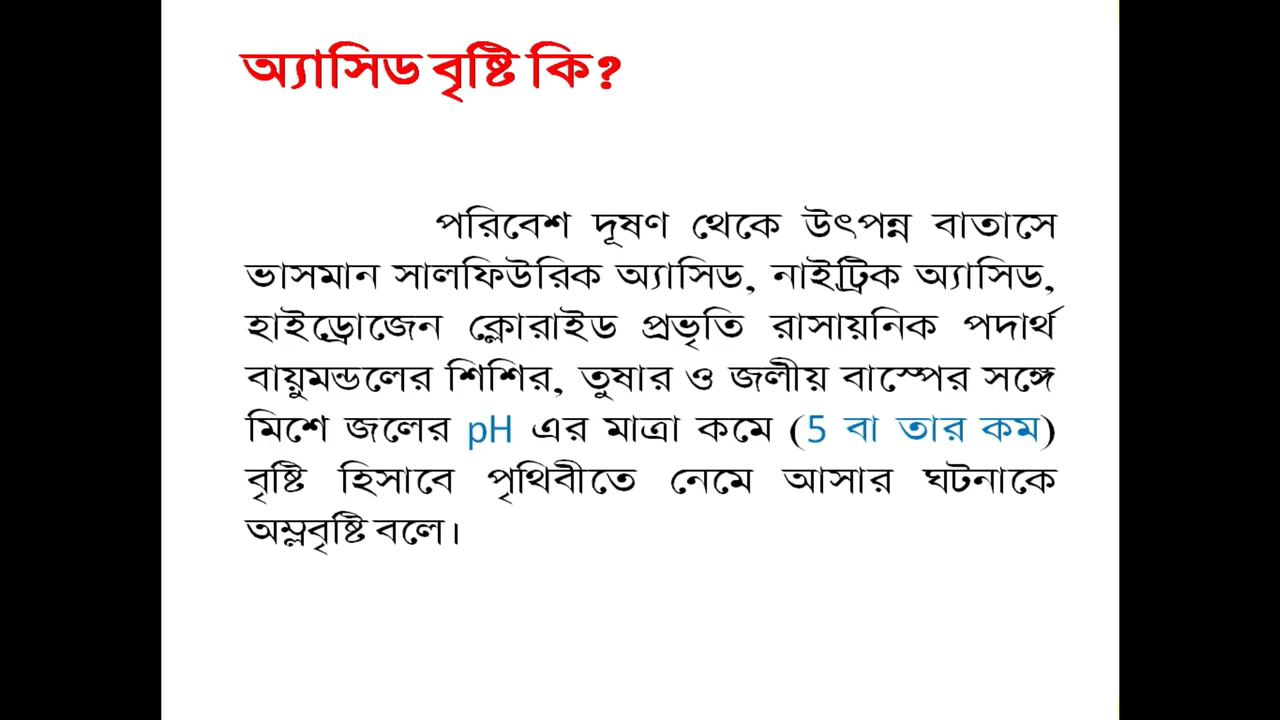 অ্যাসিড বৃষ্টি কি?
পরিবেশ দূষণ থেকে উৎপন্ন বাতাসে
ভাসমান সালফিউরিক অ্যাসিড, নাইট্রিক অ্যাসিড,
হাইড্রোজেন ক্লোরাইড প্রভৃতি রাসায়নিক পদার্থ
বায়ুমন্ডলের শিশির, তুষার ও জলীয় বাস্পের সঙ্গে
মিশে জলের pH এর মাত্রা কমে (5 বা তার কম)
বৃষ্টি হিসাবে পৃথিবীতে নেমে আসার ঘটনাকে
অম্লবৃষ্টি বলে।